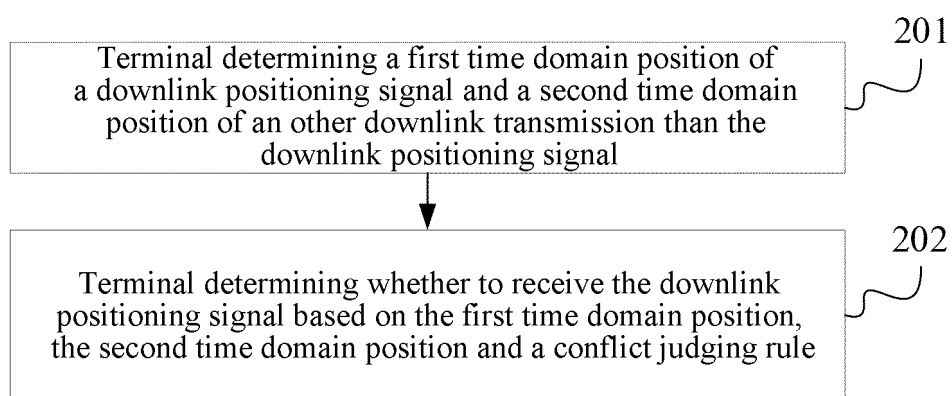 201
Terminal determining a first time domain position of
a downlink positioning signal and a second time domain
position of an other downlink transmission than the
downlink positioning signal
202
Terminal determining whether to receive the downlink
positioning signal based on the first time domain position,
the second time domain position and a conflict judging rule